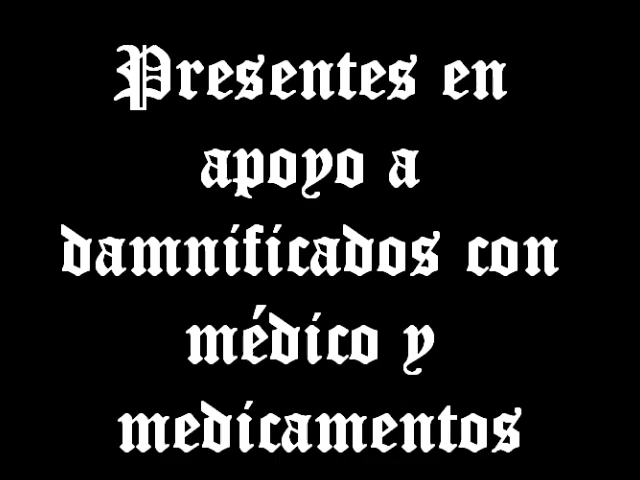 Presentes en
apoyo a
damnificados con
médico y
medicamentos